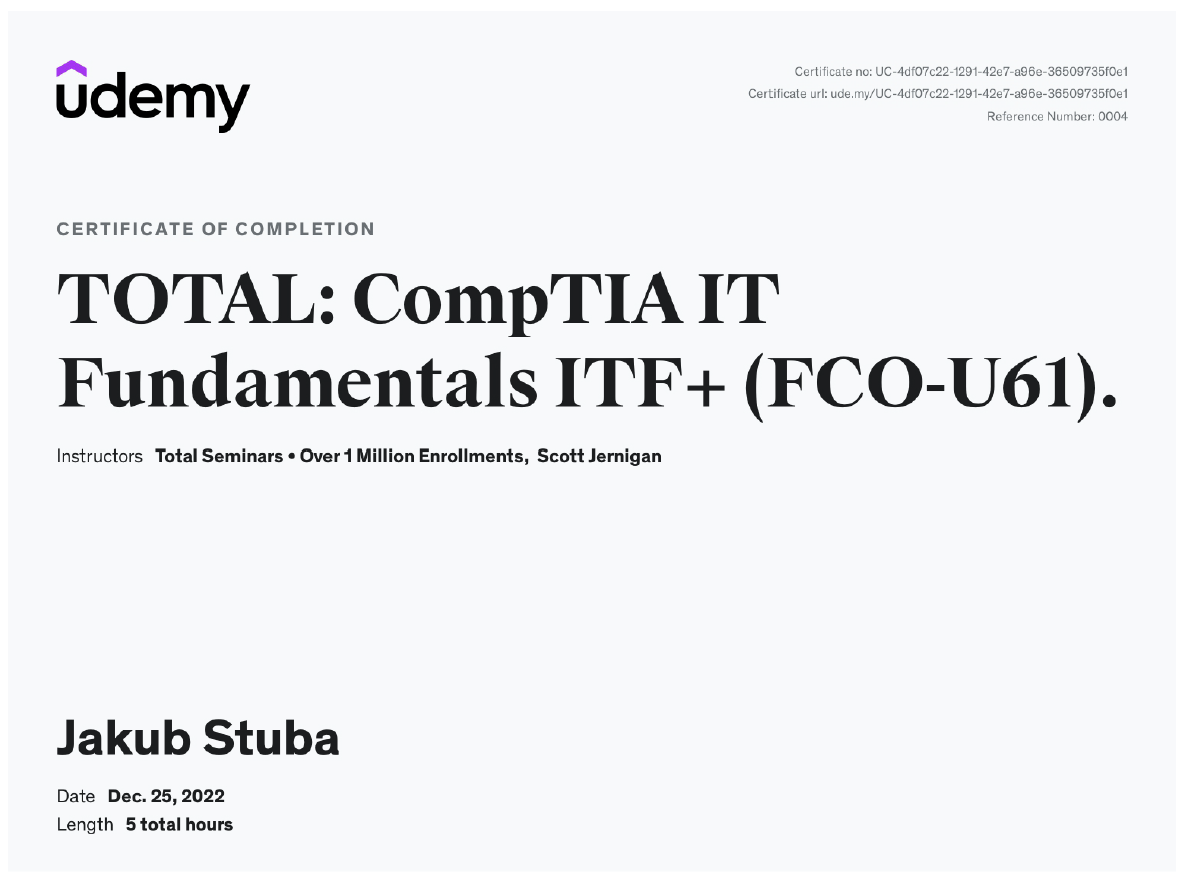 udemy
Certificate no: UC-4df07c22-1291-42e7-a96e-36509735f0e1
Certificate url: ude.my/UC-4df07c22-1291-42e7-a96e-36509735f0e1
Reference Number: 0004
CERTIFICATE OF COMPLETION
TOTAL: CompTIA IT
Fundamentals ITF+ (FCO-U61).
Instructors Total Seminars • Over 1 Million Enrollments, Scott Jernigan
Jakub Stuba
Date Dec. 25, 2022
Length 5 total hours